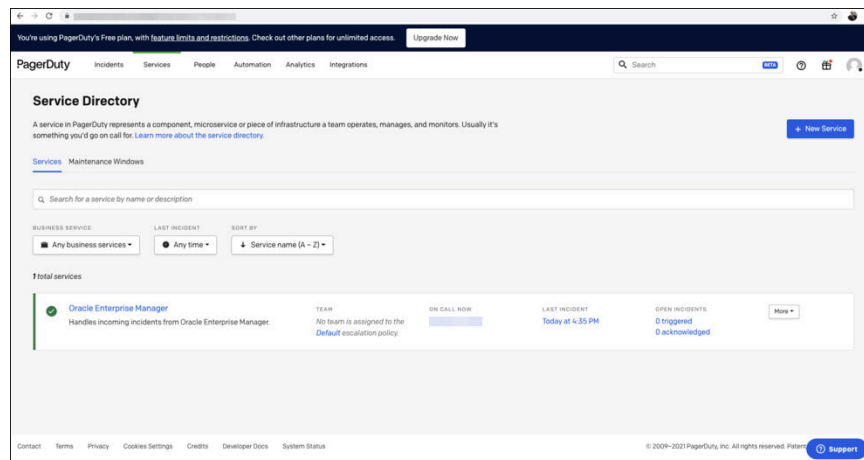 You're using PagerDuty's Free plan, with feature limits and restrictions. Check out other plans for unlimited access. Upgrade Now
PagerDuty Incidents Services People Automation Analytics Integrations Search BETA
Service Directory
A service in PagerDuty represents a component, microservice or piece of infrastructure a team operates, manages, and monitors. Usually it's
something you'd go on call for. Learn more about the service directory.
+ New Service
Services Maintenance Windows
Search for a service by name or description
BUSINESS SERVICE LAST INCIDENT SORT BY
Any business services Any time Service name (A – Z)
1 total services
Oracle Enterprise Manager TEAM ON CALL NOW LAST INCIDENT OPEN INCIDENTS More
Handles incoming incidents from Oracle Enterprise Manager. No team is assigned to the Today at 4:35 PM 0 triggered
Default escalation policy. 0 acknowledged
Contact Terms Privacy Cookies Settings Credits Developer Docs System Status © 2009–2021 PagerDuty, Inc. All rights reserved. Patent Support